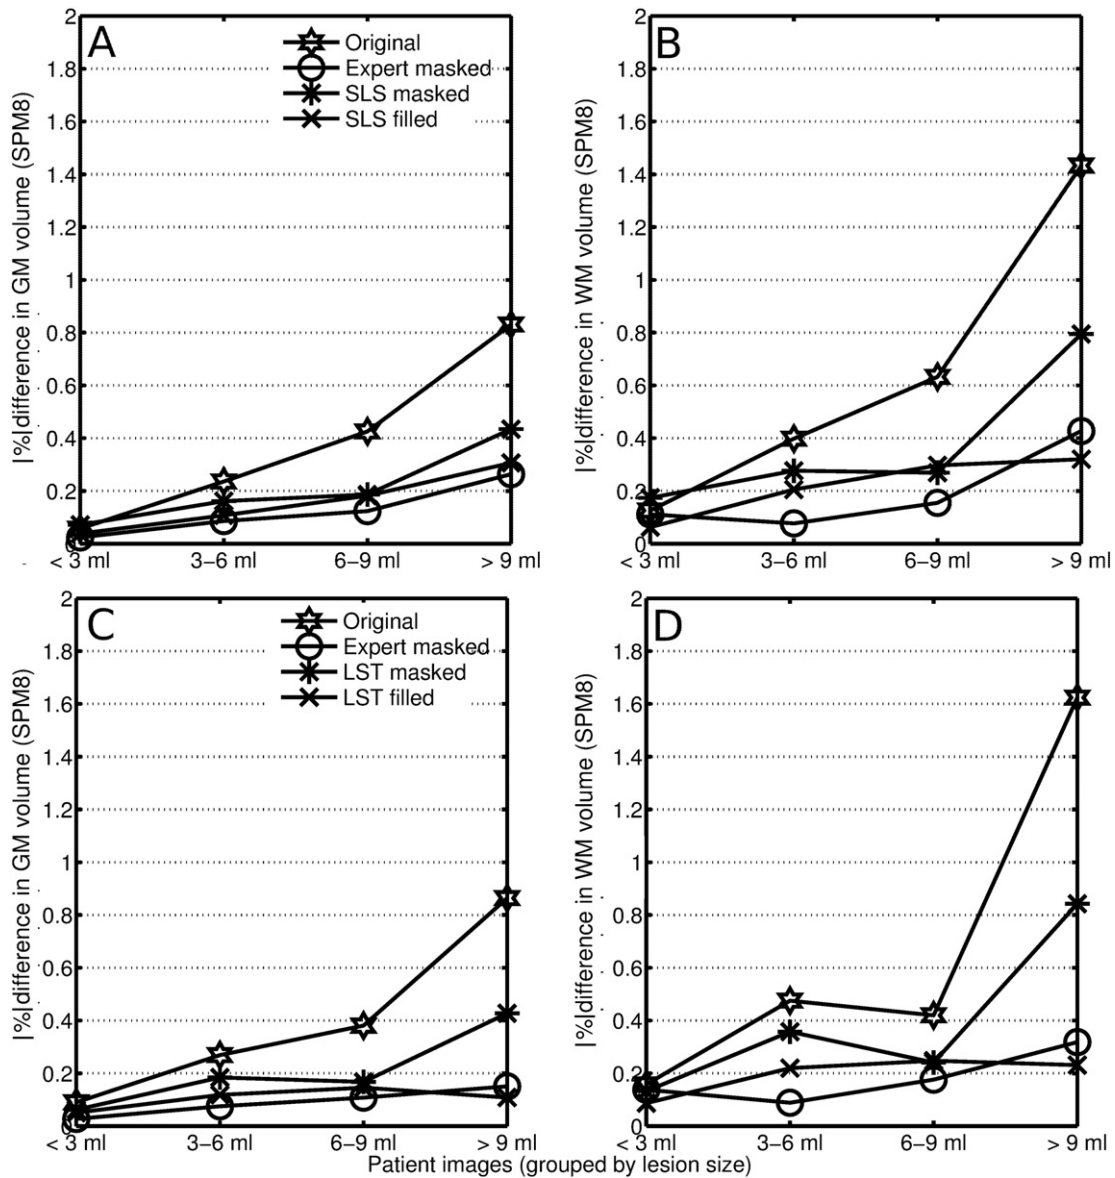 A
B
Original
Expert masked
SLS masked
SLS filled
|%|difference in GM volume (SPM8)
2
1.8
1.6
1.4
1.2
1
0.8
0.6
0.4
0.2
0
< 3 ml 3–6 ml 6–9 ml > 9 ml
|%|difference in WM volume (SPM8)
2
1.8
1.6
1.4
1.2
1
0.8
0.6
0.4
0.2
0
< 3 ml 3–6 ml 6–9 ml > 9 ml
C
D
Original
Expert masked
LST masked
LST filled
|%|difference in GM volume (SPM8)
2
1.8
1.6
1.4
1.2
1
0.8
0.6
0.4
0.2
0
< 3 ml 3–6 ml 6–9 ml > 9 ml
|%|difference in WM volume (SPM8)
2
1.8
1.6
1.4
1.2
1
0.8
0.6
0.4
0.2
0
< 3 ml 3–6 ml 6–9 ml > 9 ml
Patient images (grouped by lesion size)